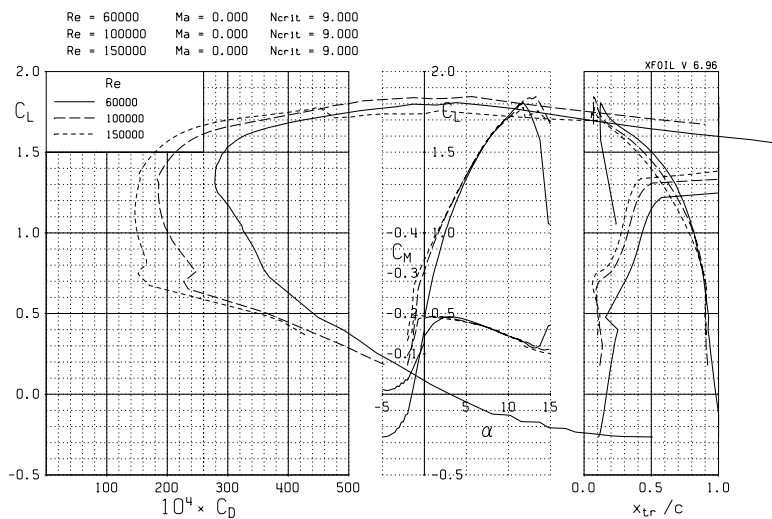 Re = 60000 Ma = 0.000 Ncrit = 9.000
Re = 100000 Ma = 0.000 Ncrit = 9.000
Re = 150000 Ma = 0.000 Ncrit = 9.000
XFOIL V 6.96
2.0 2.0
Re
60000
100000
150000
CL CL
1.5 1.5
1.0 -0.4 1.0
CM
-0.3
0.5 -0.2 0.5
-0.1
0.0 0.0
-5 0 5 10 15
α
-0.5 -0.5
100 200 300 400 500 0.0 0.5 1.0
10⁴ × CD xtr /c